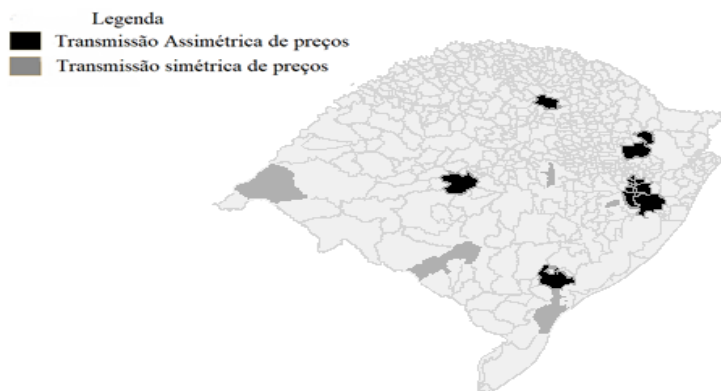 Legenda
Transmissão Assimétrica de preços
Transmissão simétrica de preços